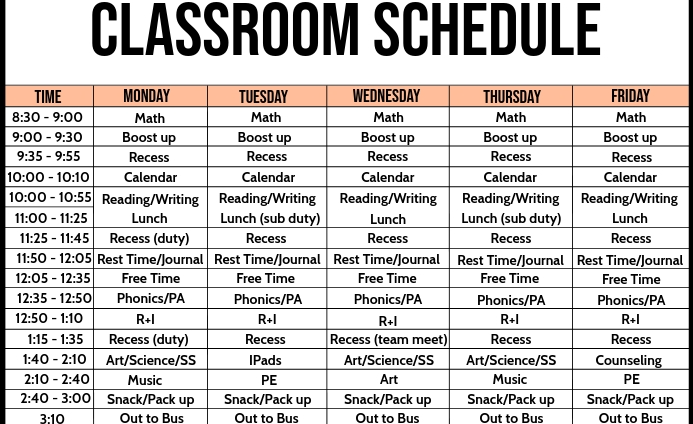 CLASSROOM SCHEDULE
TIME MONDAY TUESDAY WEDNESDAY THURSDAY FRIDAY
8:30 - 9:00 Math Math Math Math Math
9:00 - 9:30 Boost up Boost up Boost up Boost up Boost up
9:35 - 9:55 Recess Recess Recess Recess Recess
10:00 - 10:10 Calendar Calendar Calendar Calendar Calendar
10:00 - 10:55 Reading/Writing Reading/Writing Reading/Writing Reading/Writing Reading/Writing
11:00 - 11:25 Lunch Lunch (sub duty) Lunch Lunch (sub duty) Lunch
11:25 - 11:45 Recess (duty) Recess Recess Recess Recess
11:50 - 12:05 Rest Time/Journal Rest Time/Journal Rest Time/Journal Rest Time/Journal Rest Time/Journal
12:05 - 12:35 Free Time Free Time Free Time Free Time Free Time
12:35 - 12:50 Phonics/PA Phonics/PA Phonics/PA Phonics/PA Phonics/PA
12:50 - 1:10 R+I R+I R+I R+I R+I
1:15 - 1:35 Recess (duty) Recess Recess (team meet) Recess Recess
1:40 - 2:10 Art/Science/SS IPads Art/Science/SS Art/Science/SS Counseling
2:10 - 2:40 Music PE Art Music PE
2:40 - 3:00 Snack/Pack up Snack/Pack up Snack/Pack up Snack/Pack up Snack/Pack up
3:10 Out to Bus Out to Bus Out to Bus Out to Bus Out to Bus